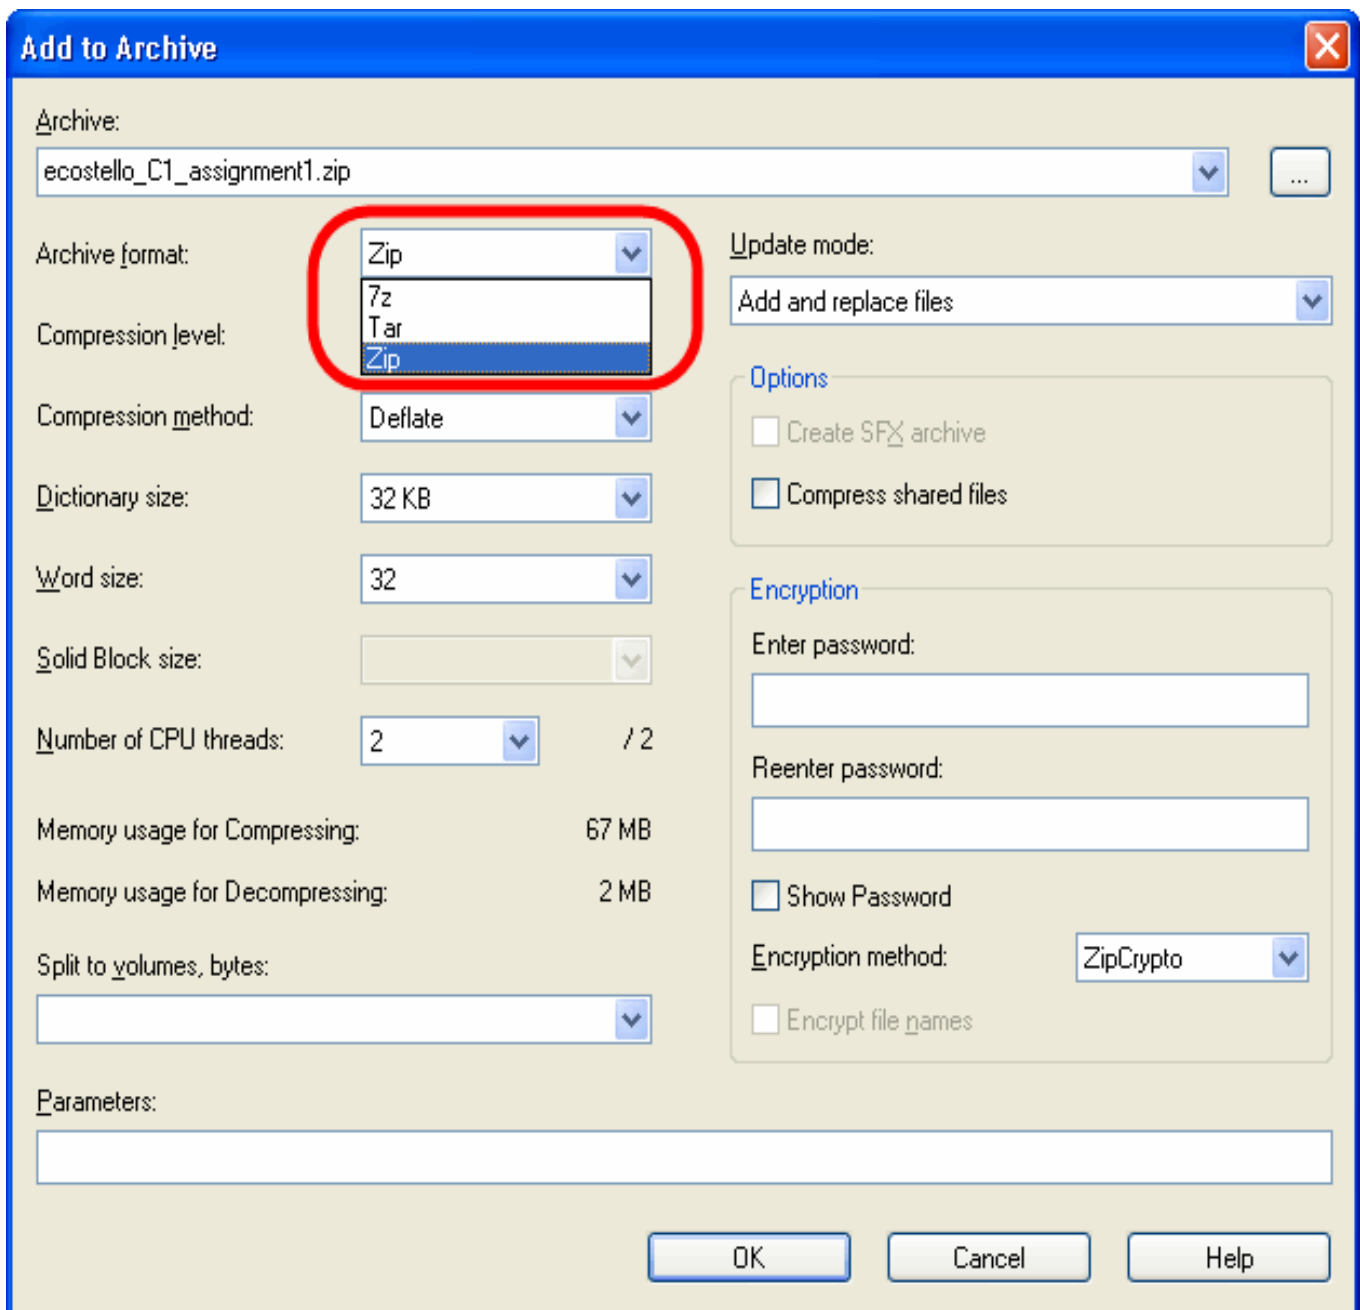 Add to Archive
Archive:
ecostello_C1_assignment1.zip
...
Archive format:
Zip
7z
Tar
Zip
Compression level:
Compression method:
Deflate
Dictionary size:
32 KB
Word size:
32
Solid Block size:
Number of CPU threads:
2
/ 2
Memory usage for Compressing:
67 MB
Memory usage for Decompressing:
2 MB
Split to volumes, bytes:
Update mode:
Add and replace files
Options
Create SFX archive
Compress shared files
Encryption
Enter password:
Reenter password:
Show Password
Encryption method:
ZipCrypto
Encrypt file names
Parameters:
OK
Cancel
Help